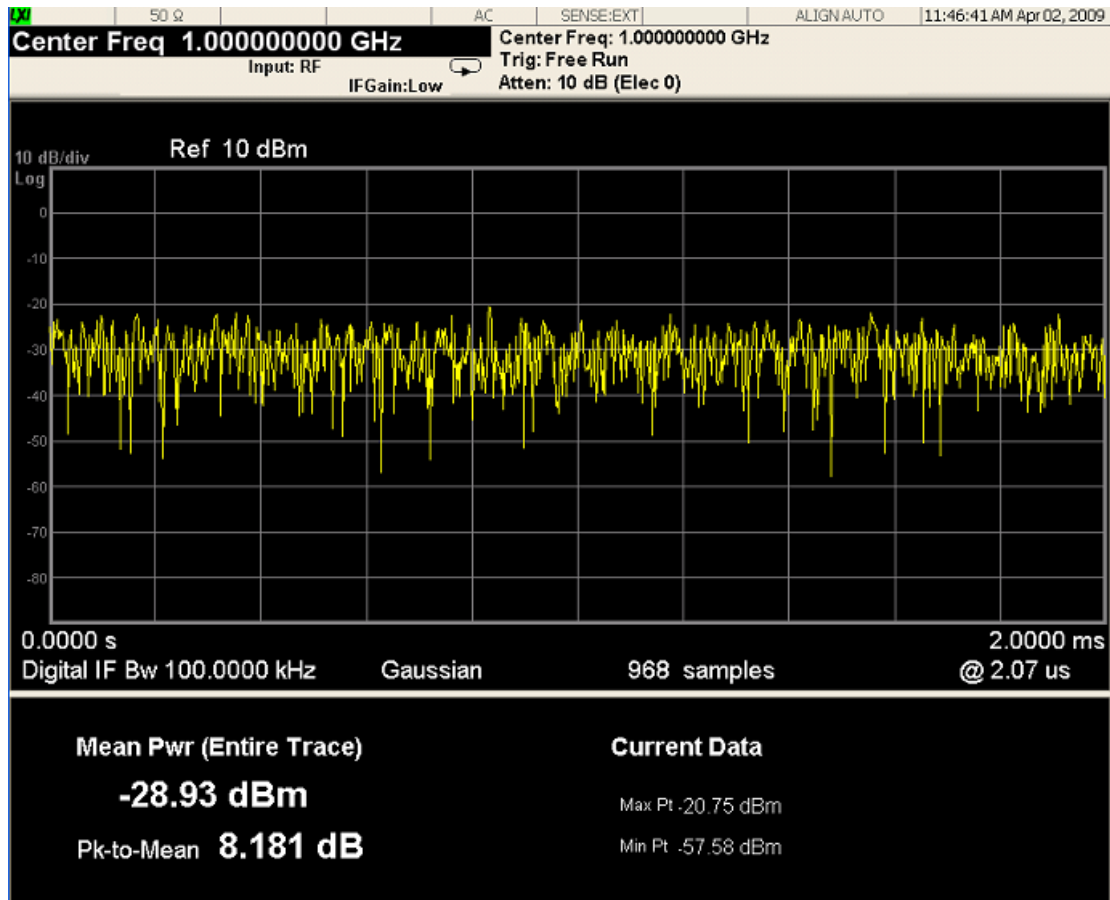 LXI 50 Ω AC SENSE:EXT ALIGN AUTO 11:46:41 AM Apr 02, 2009
Center Freq 1.000000000 GHz
Input: RF
IFGain:Low
Center Freq: 1.000000000 GHz
Trig: Free Run
Atten: 10 dB (Elec 0)
10 dB/div Ref 10 dBm
Log
0
-10
-20
-30
-40
-50
-60
-70
-80
0.0000 s 2.0000 ms
Digital IF Bw 100.0000 kHz Gaussian 968 samples @ 2.07 us
Mean Pwr (Entire Trace)
-28.93 dBm
Pk-to-Mean 8.181 dB
Current Data
Max Pt -20.75 dBm
Min Pt -57.58 dBm